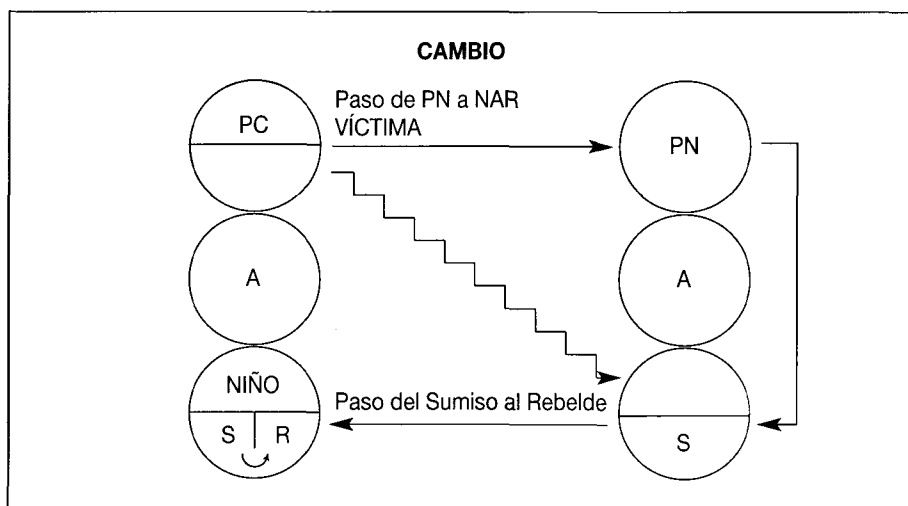 CAMBIO
Paso de PN a NAR
VÍCTIMA
PC
PN
A
A
NIÑO
S R
Paso del Sumiso al Rebelde
S